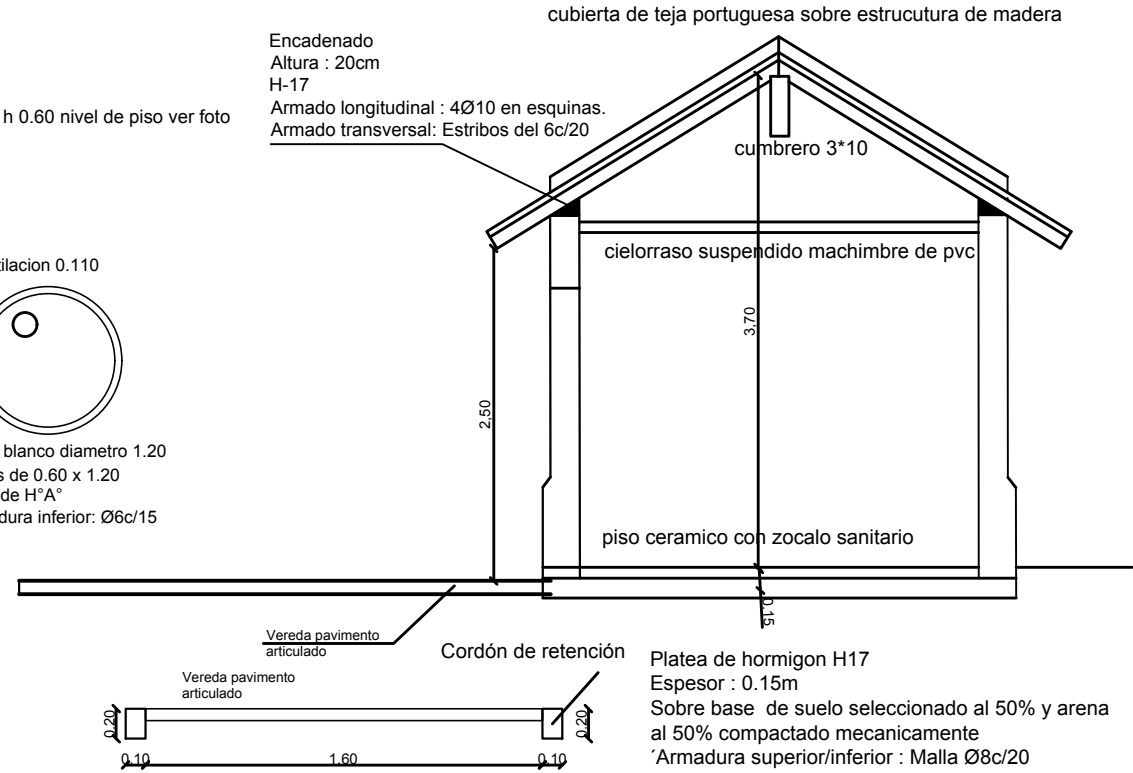 cubierta de teja portuguesa sobre estrucutura de madera
Encadenado
Altura : 20cm
H-17
Armado longitudinal : 4Ø10 en esquinas.
Armado transversal: Estribos del 6c/20
h 0.60 nivel de piso ver foto
cumbrero 3*10
cielorraso suspendido machimbre de pvc
3,70
2,50
0.110
blanco diametro 1.20
de 0.60 x 1.20
de H°A°
inferior: Ø6c/15
piso ceramico con zocalo sanitario
0.15
Vereda pavimento
articulado
Cordón de retención
Vereda pavimento
articulado
0.20
0.20
0.10
1.60
0.10
Platea de hormigon H17
Espesor : 0.15m
Sobre base de suelo seleccionado al 50% y arena
al 50% compactado mecanicamente
´Armadura superior/inferior : Malla Ø8c/20